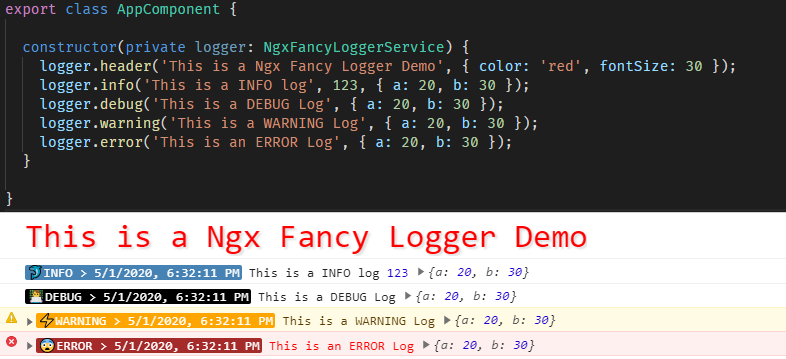 export class AppComponent {
constructor(private logger: NgxFancyLoggerService) {
logger.header('This is a Ngx Fancy Logger Demo', { color: 'red', fontSize: 30 });
logger.info('This is a INFO log', 123, { a: 20, b: 30 });
logger.debug('This is a DEBUG Log', { a: 20, b: 30 });
logger.warning('This is a WARNING Log', { a: 20, b: 30 });
logger.error('This is an ERROR Log', { a: 20, b: 30 });
}
}
This is a Ngx Fancy Logger Demo
INFO > 5/1/2020, 6:32:11 PM This is a INFO log 123 ▶{a: 20, b: 30}
DEBUG > 5/1/2020, 6:32:11 PM This is a DEBUG Log ▶{a: 20, b: 30}
▶⚡WARNING > 5/1/2020, 6:32:11 PM This is a WARNING Log ▶{a: 20, b: 30}
▶😨ERROR > 5/1/2020, 6:32:11 PM This is an ERROR Log ▶{a: 20, b: 30}